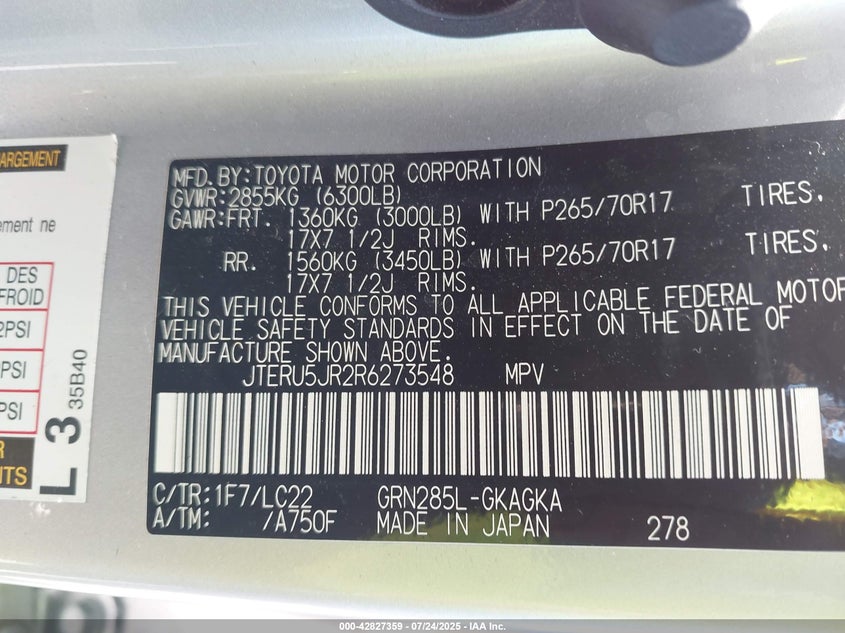 ARGEMENT
ement ne
DES
FROID
2PSI
PSI
PSI
R
UTS
L 3 35B40
MFD.BY:TOYOTA MOTOR CORPORATION
GVWR:2855KG (6300LB)
GAWR:FRT. 1360KG (3000LB) WITH P265/70R17 TIRES,
17X7 1/2J RIMS.
RR. 1560KG (3450LB) WITH P265/70R17 TIRES,
17X7 1/2J RIMS.
THIS VEHICLE CONFORMS TO ALL APPLICABLE FEDERAL MOTOR
VEHICLE SAFETY STANDARDS IN EFFECT ON THE DATE OF
MANUFACTURE SHOWN ABOVE.
JTERU5JR2R6273548 MPV
C/TR:1F7/LC22 GRN285L-GKAGKA
A/TM: /A750F MADE IN JAPAN 278
000-42827359 - 07/24/2025 - IAA Inc.